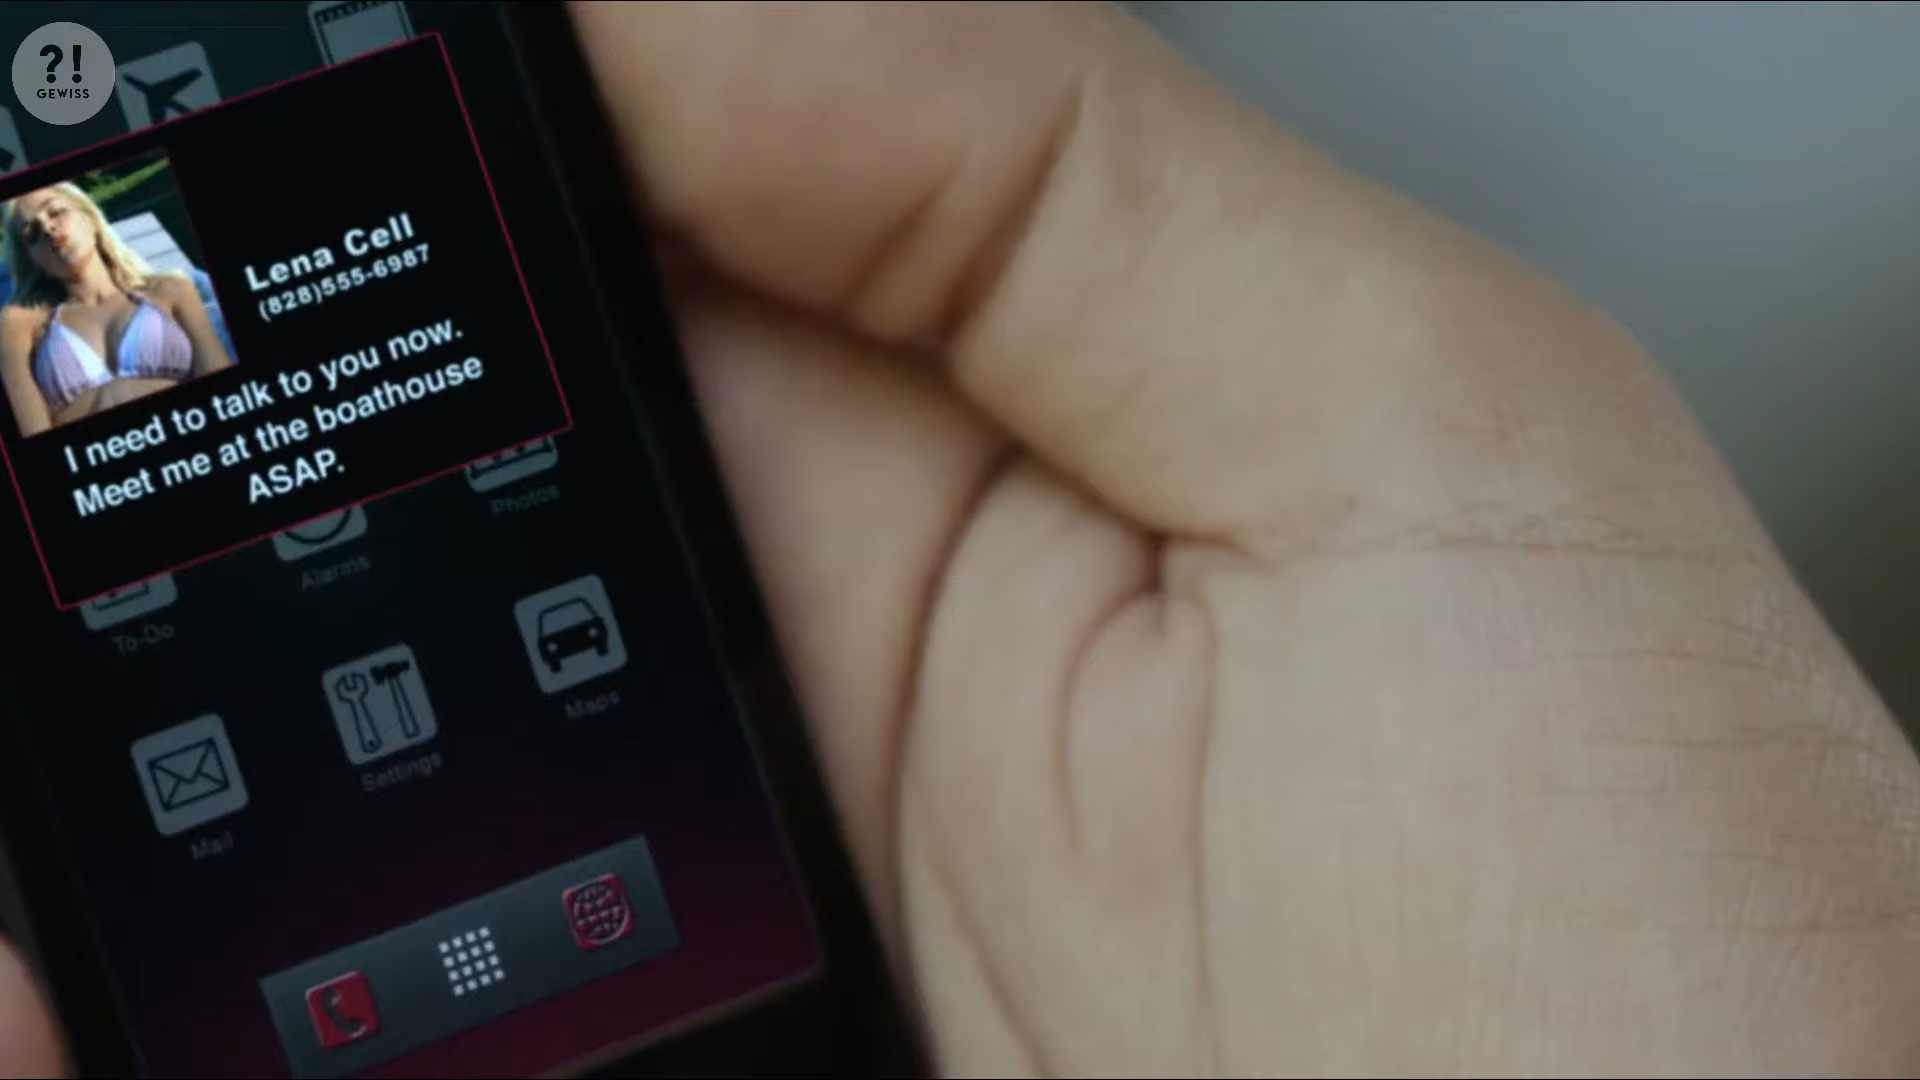 ?!
GEWISS
Lena Cell
(828)555-6987
I need to talk to you now.
Meet me at the boathouse
ASAP.
Photos
Alarms
To-Do
Maps
Settings
Mail